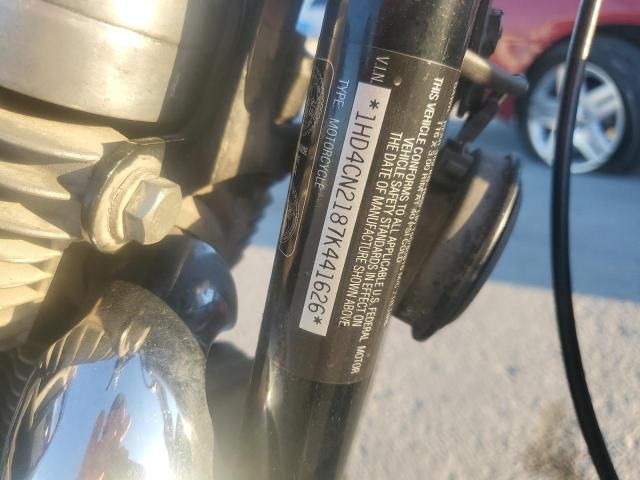 THIS VEHICLE CONFORMS TO ALL APPLICABLE U.S. FEDERAL MOTOR
VEHICLE SAFETY STANDARDS IN EFFECT ON
THE DATE OF MANUFACTURE SHOWN ABOVE
V.I.N.
*1HD4CN2187K441626*
TYPE: MOTORCYCLE